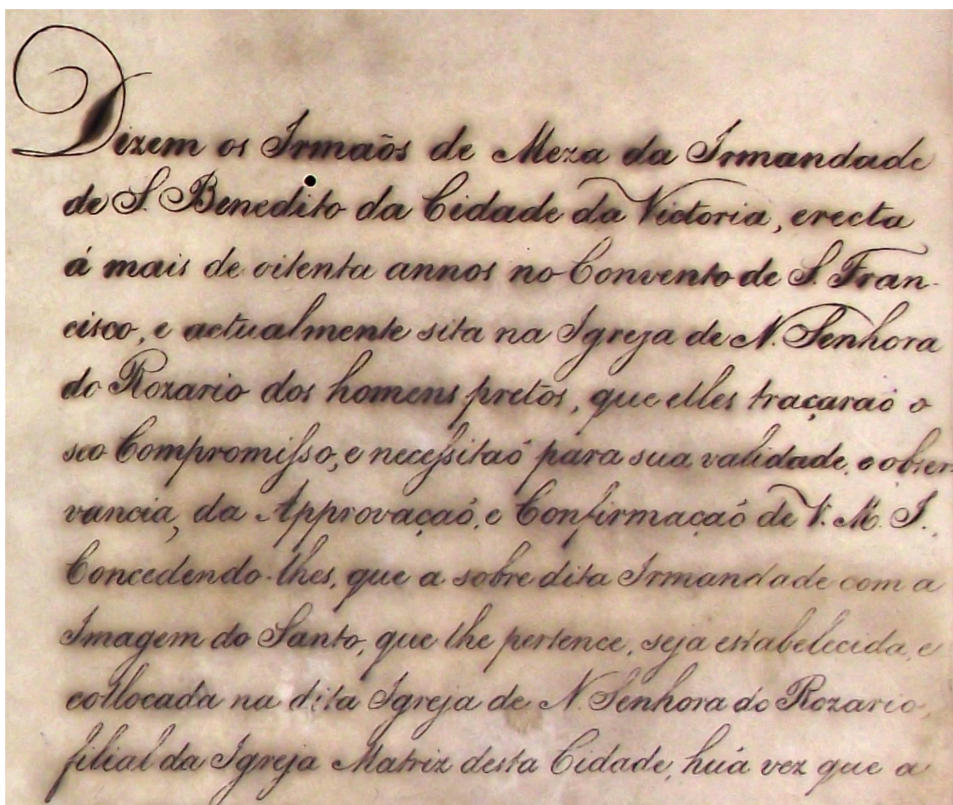 Dizem os Irmaõs de Meza da Irmandade
de S. Benedito da Cidade da Victoria, erecta
á mais de oitenta annos no Convento de S. Fran-
cisco, e actualmente sita na Igreja de N. Senhora
do Rozario dos homens pretos, que elles traçaraõ o
seo Compromisso, e necessitaõ para sua validade, e obser
vancia, da Approvaçaõ, e Confirmaçaõ de V. M. I.
Concedendo-lhes, que a sobre dita Irmandade com a
Imagem do Santo, que lhe pertence, seja estabelecida, e
collocada na dita Igreja de N. Senhora do Rozario,
filial da Igreja Matriz desta Cidade, húa vez que a